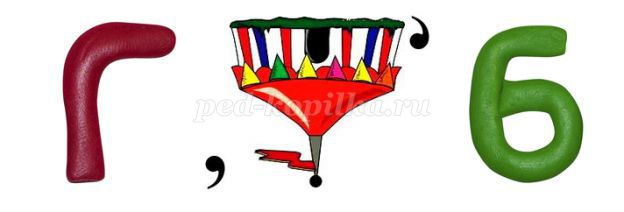 Г , ‘ б
ped-kopilka.ru